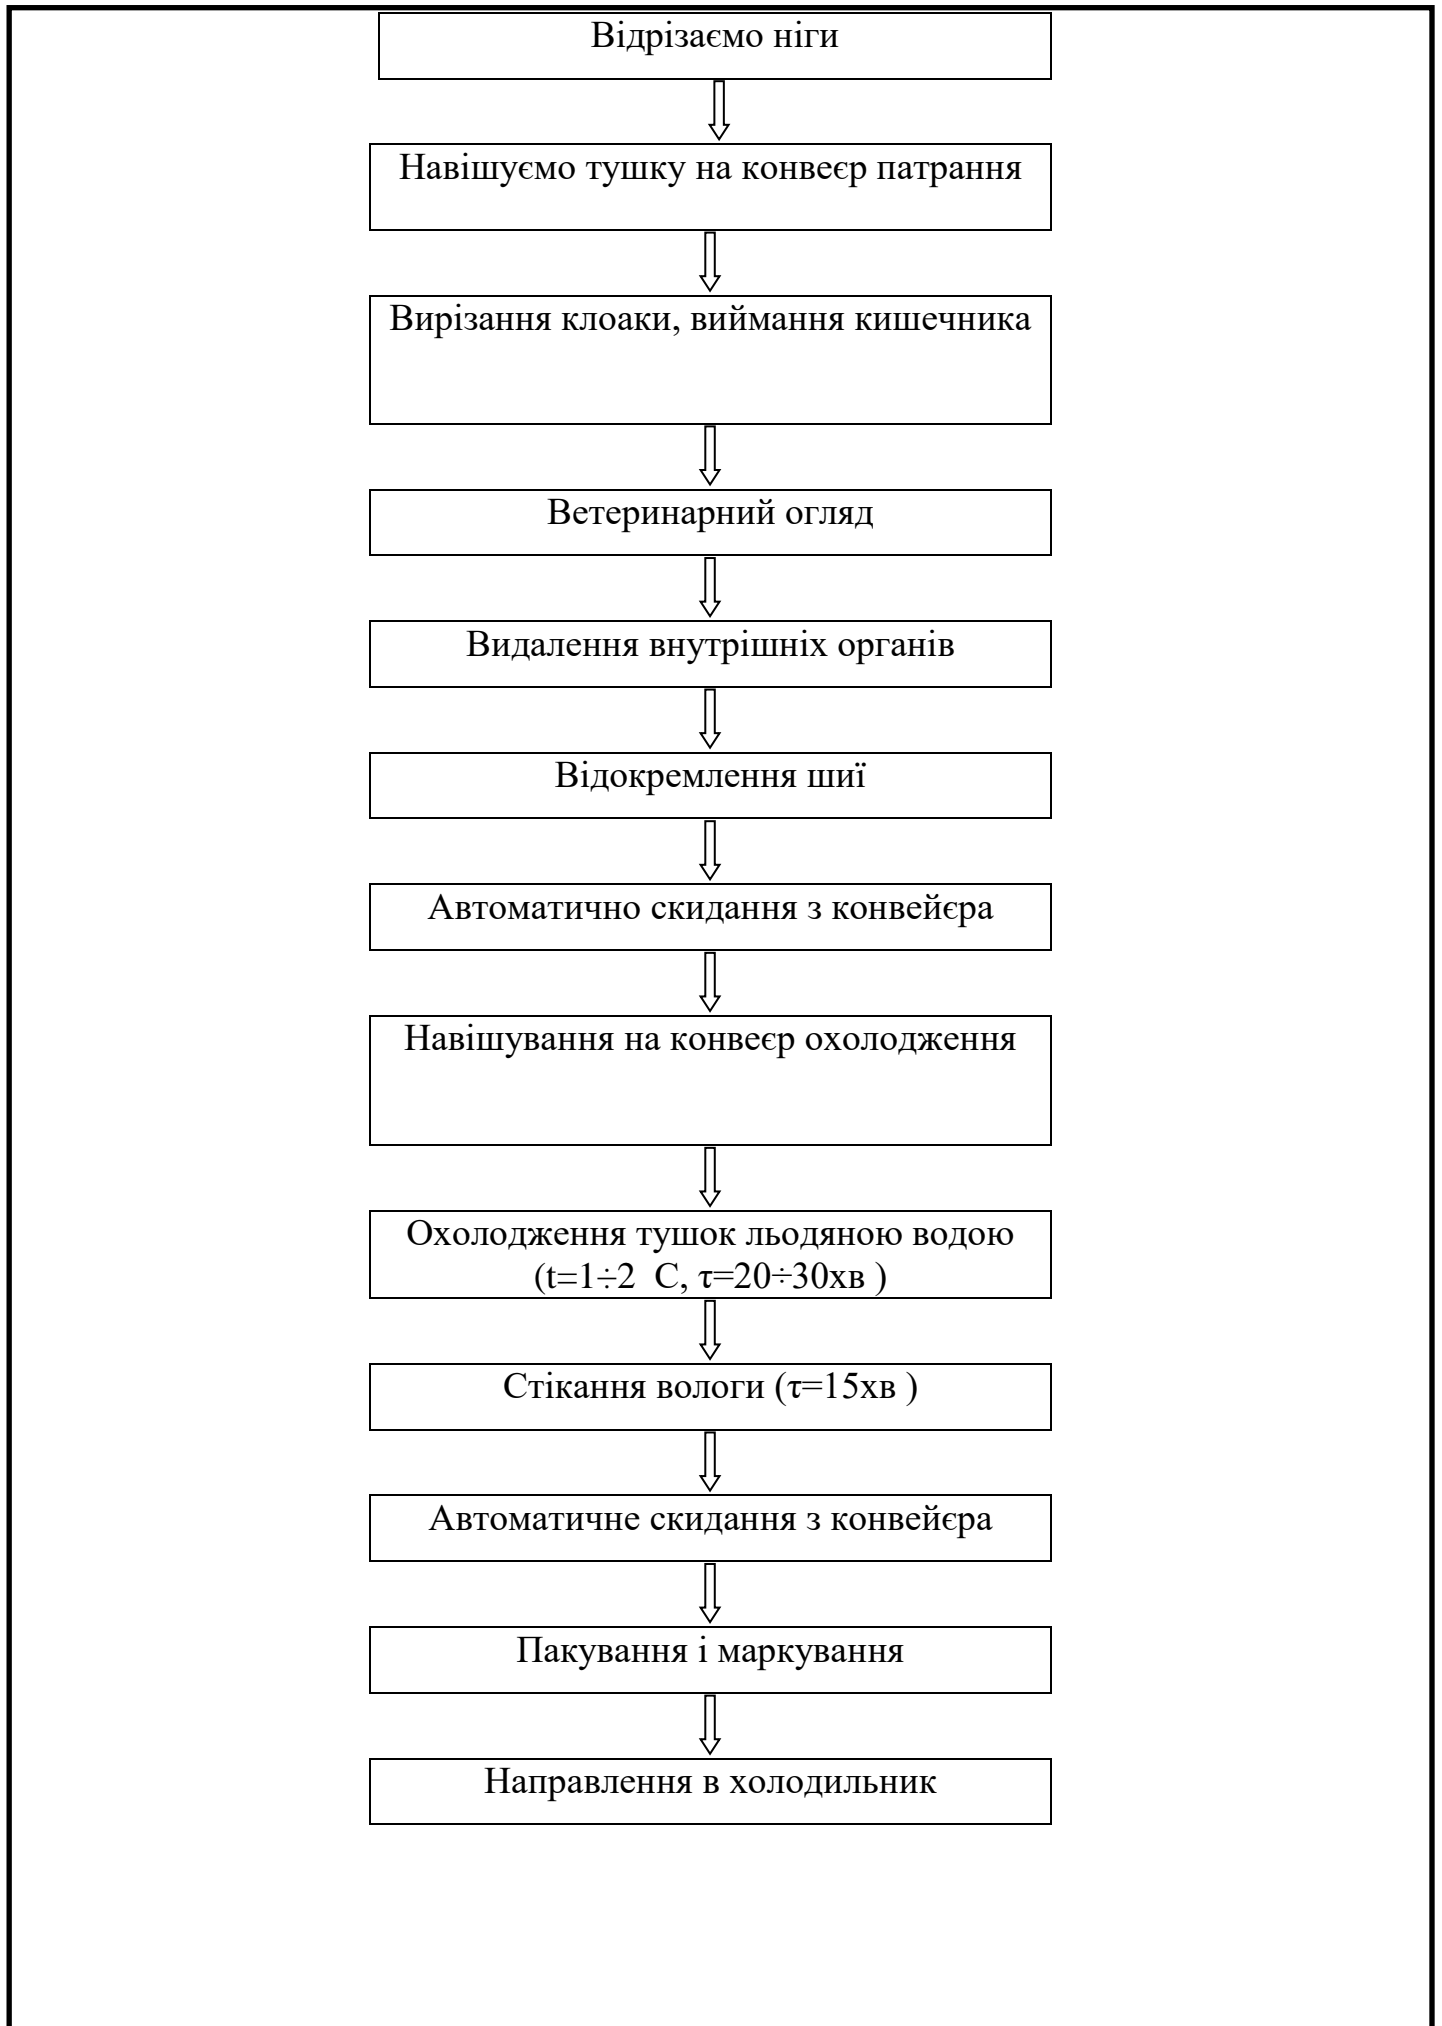 Відрізаємо ніги
Навішуємо тушку на конвеєр патрання
Вирізання клоаки, виймання кишечника
Ветеринарний огляд
Видалення внутрішніх органів
Відокремлення шиї
Автоматично скидання з конвейєра
Навішування на конвеєр охолодження
Охолодження тушок льодяною водою
(t=1÷2  С, τ=20÷30хв )
Стікання вологи (τ=15хв )
Автоматичне скидання з конвейєра
Пакування і маркування
Направлення в холодильник